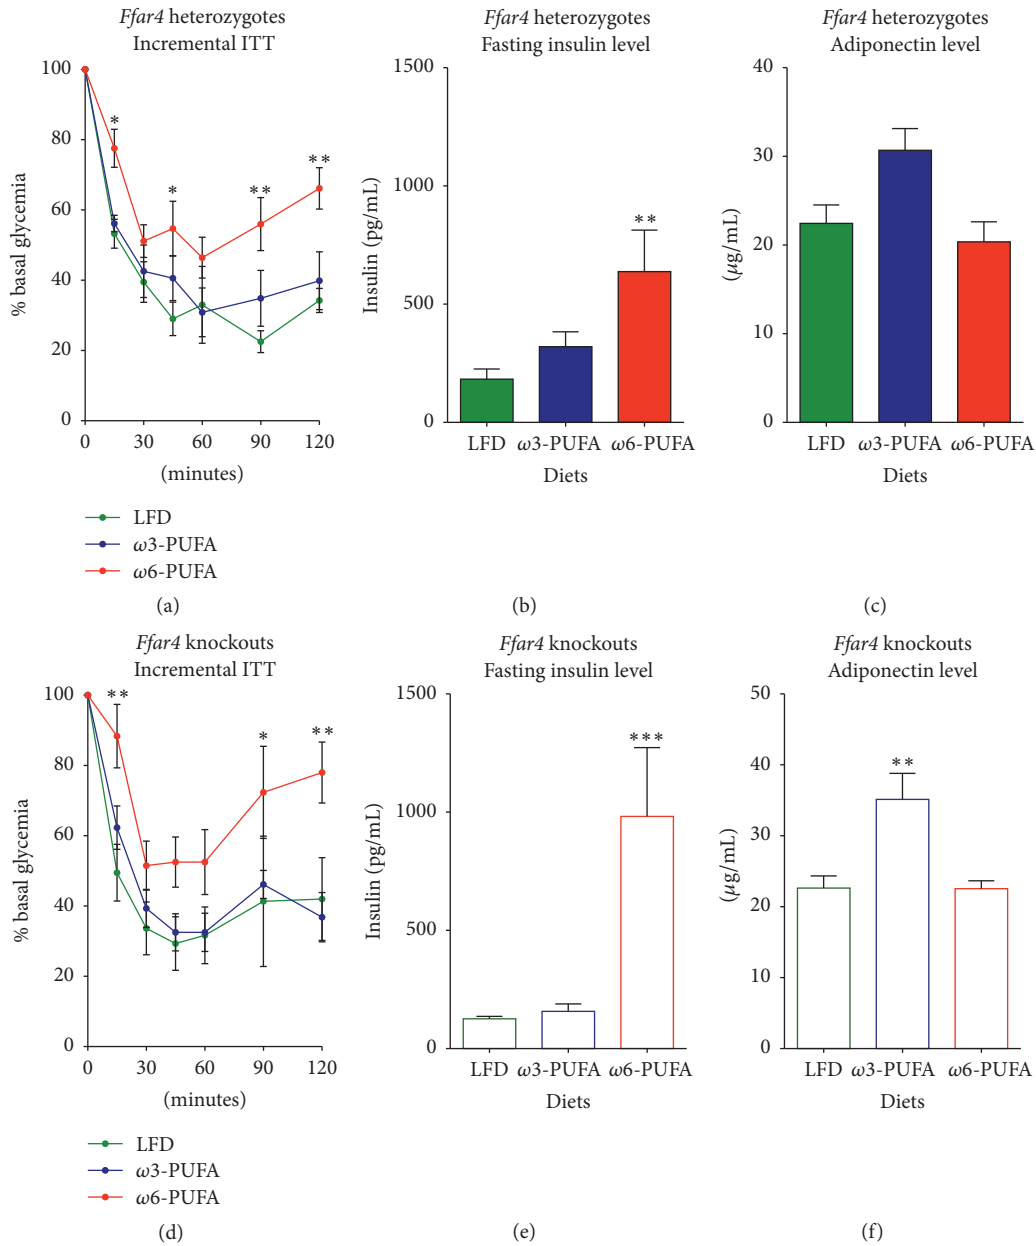 Ffar4 heterozygotes
Incremental ITT
100
80
60
40
20
0
% basal glycemia
*
*
**
**
0 30 60 90 120
(minutes)
LFD
ω3-PUFA
ω6-PUFA
(a)
Ffar4 heterozygotes
Fasting insulin level
1500
1000
500
0
Insulin (pg/mL)
**
LFD ω3-PUFA ω6-PUFA
Diets
(b)
Ffar4 heterozygotes
Adiponectin level
40
30
20
10
0
(μg/mL)
LFD ω3-PUFA ω6-PUFA
Diets
(c)
Ffar4 knockouts
Incremental ITT
100
80
60
40
20
0
% basal glycemia
**
*
**
0 30 60 90 120
(minutes)
LFD
ω3-PUFA
ω6-PUFA
(d)
Ffar4 knockouts
Fasting insulin level
1500
1000
500
0
Insulin (pg/mL)
***
LFD ω3-PUFA ω6-PUFA
Diets
(e)
Ffar4 knockouts
Adiponectin level
50
40
30
20
10
0
(μg/mL)
**
LFD ω3-PUFA ω6-PUFA
Diets
(f)